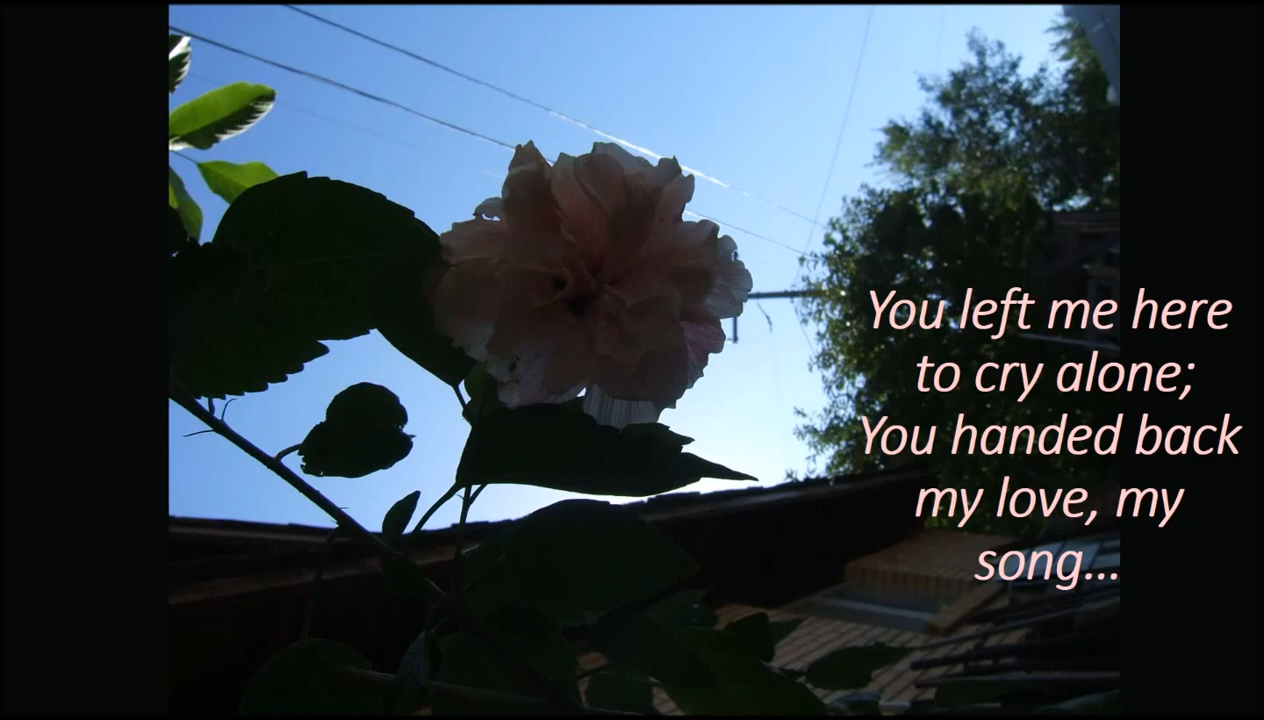 You left me here
to cry alone;
You handed back
my love, my
song...